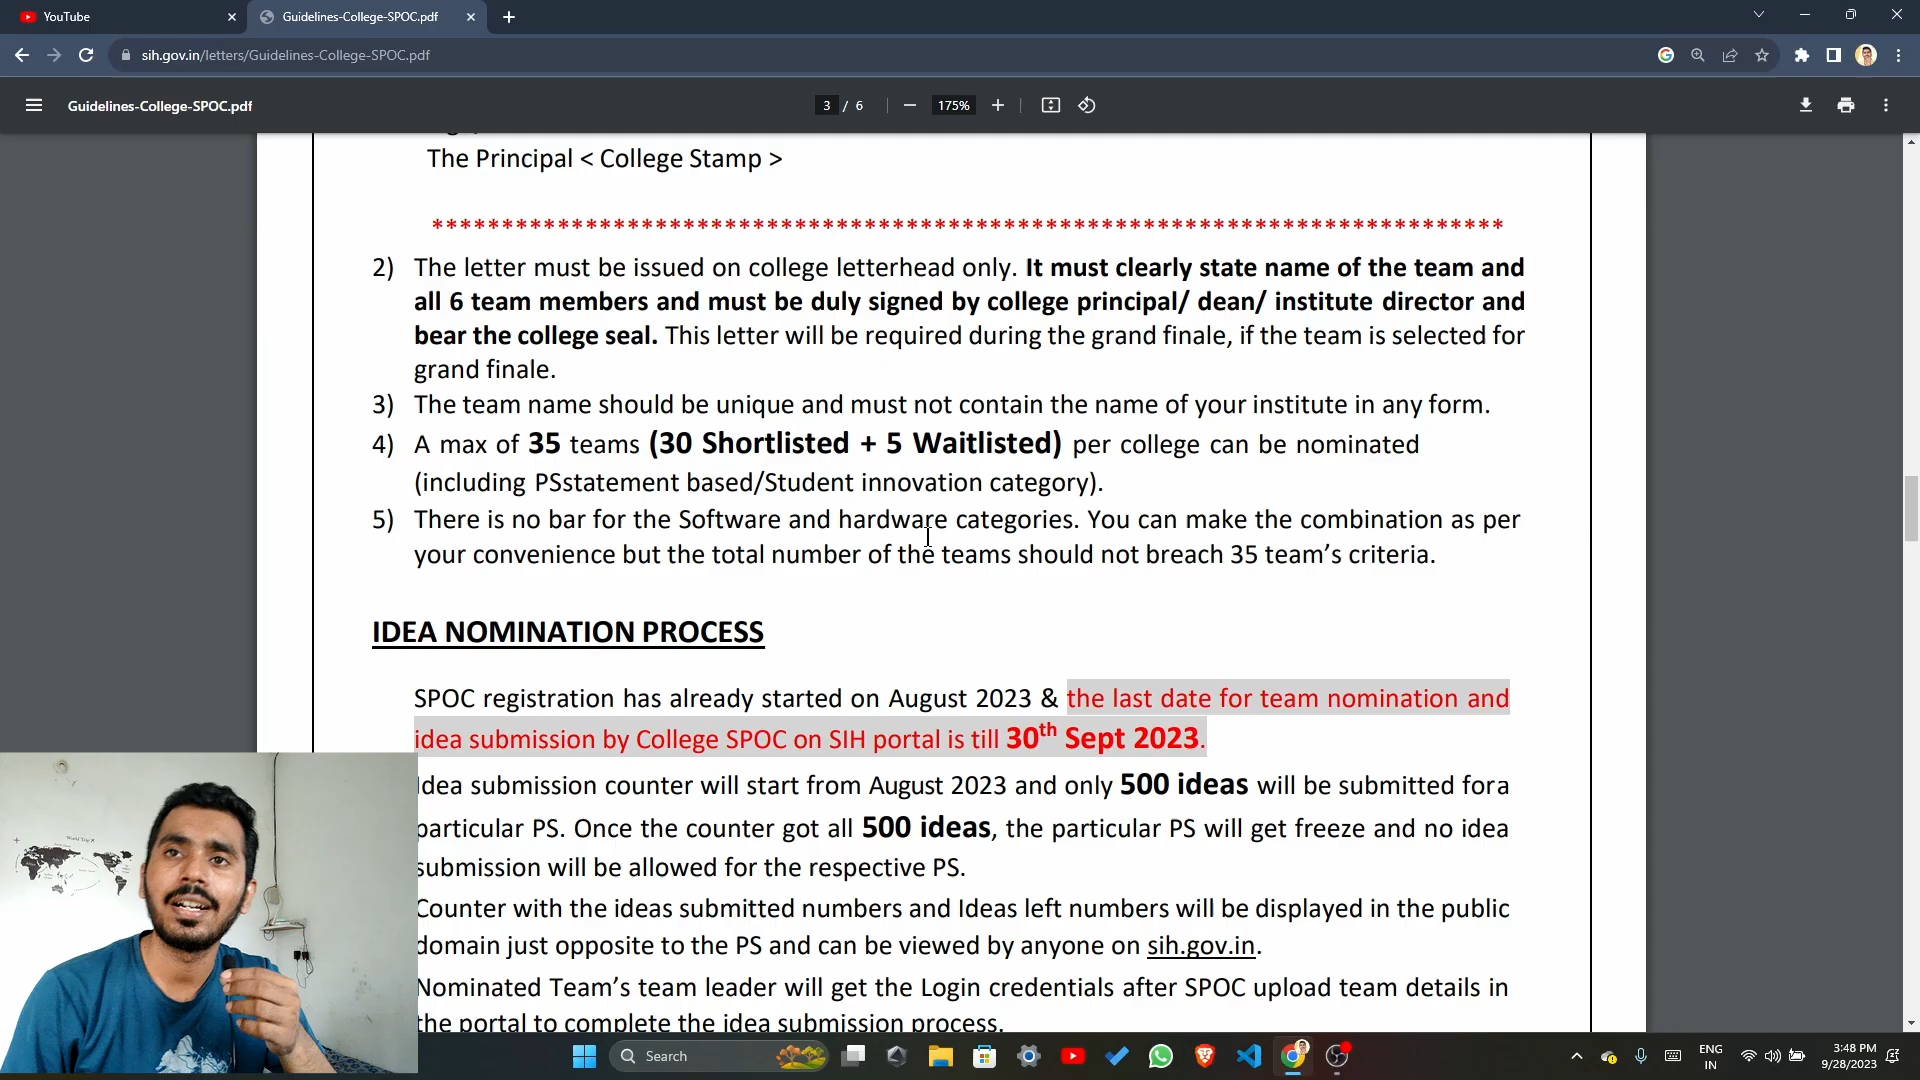 YouTube
Guidelines-College-SPOC.pdf
sih.gov.in/letters/Guidelines-College-SPOC.pdf
Guidelines-College-SPOC.pdf
3 / 6
175%
The Principal < College Stamp >
2) The letter must be issued on college letterhead only. It must clearly state name of the team and
all 6 team members and must be duly signed by college principal/ dean/ institute director and
bear the college seal. This letter will be required during the grand finale, if the team is selected for
grand finale.
3) The team name should be unique and must not contain the name of your institute in any form.
4) A max of 35 teams (30 Shortlisted + 5 Waitlisted) per college can be nominated
(including PSstatement based/Student innovation category).
5) There is no bar for the Software and hardware categories. You can make the combination as per
your convenience but the total number of the teams should not breach 35 team's criteria.
IDEA NOMINATION PROCESS
SPOC registration has already started on August 2023 & the last date for team nomination and
idea submission by College SPOC on SIH portal is till 30th Sept 2023.
Idea submission counter will start from August 2023 and only 500 ideas will be submitted fora
particular PS. Once the counter got all 500 ideas, the particular PS will get freeze and no idea
submission will be allowed for the respective PS.
Counter with the ideas submitted numbers and Ideas left numbers will be displayed in the public
domain just opposite to the PS and can be viewed by anyone on sih.gov.in.
Nominated Team's team leader will get the Login credentials after SPOC upload team details in
the portal to complete the idea submission process.
Search
ENG
IN
3:48 PM
9/28/2023